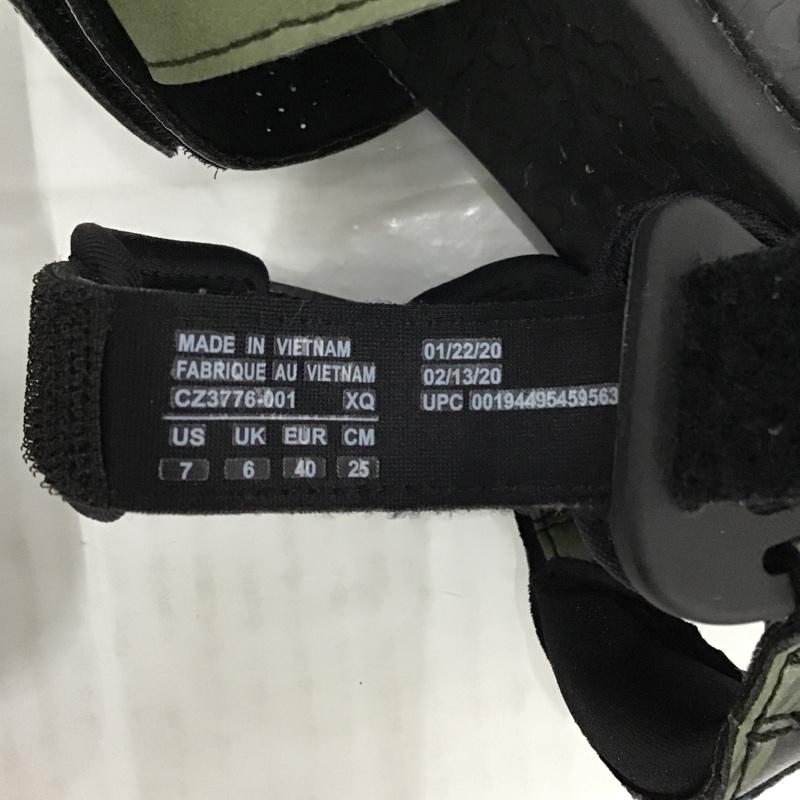 MADE IN VIETNAM
FABRIQUE AU VIETNAM
CZ3776-001 XQ
US UK EUR CM
7 6 40 25
01/22/20
02/13/20
UPC 00194495459563